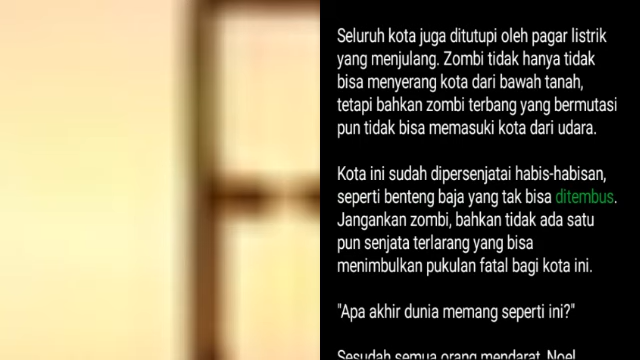 Seluruh kota juga ditutupi oleh pagar listrik
yang menjulang. Zombi tidak hanya tidak
bisa menyerang kota dari bawah tanah,
tetapi bahkan zombi terbang yang bermutasi
pun tidak bisa memasuki kota dari udara.
Kota ini sudah dipersenjatai habis-habisan,
seperti benteng baja yang tak bisa ditembus.
Jangankan zombi, bahkan tidak ada satu
pun senjata terlarang yang bisa
menimbulkan pukulan fatal bagi kota ini.
"Apa akhir dunia memang seperti ini?"
Sesudah semua orang mendarat, Noel